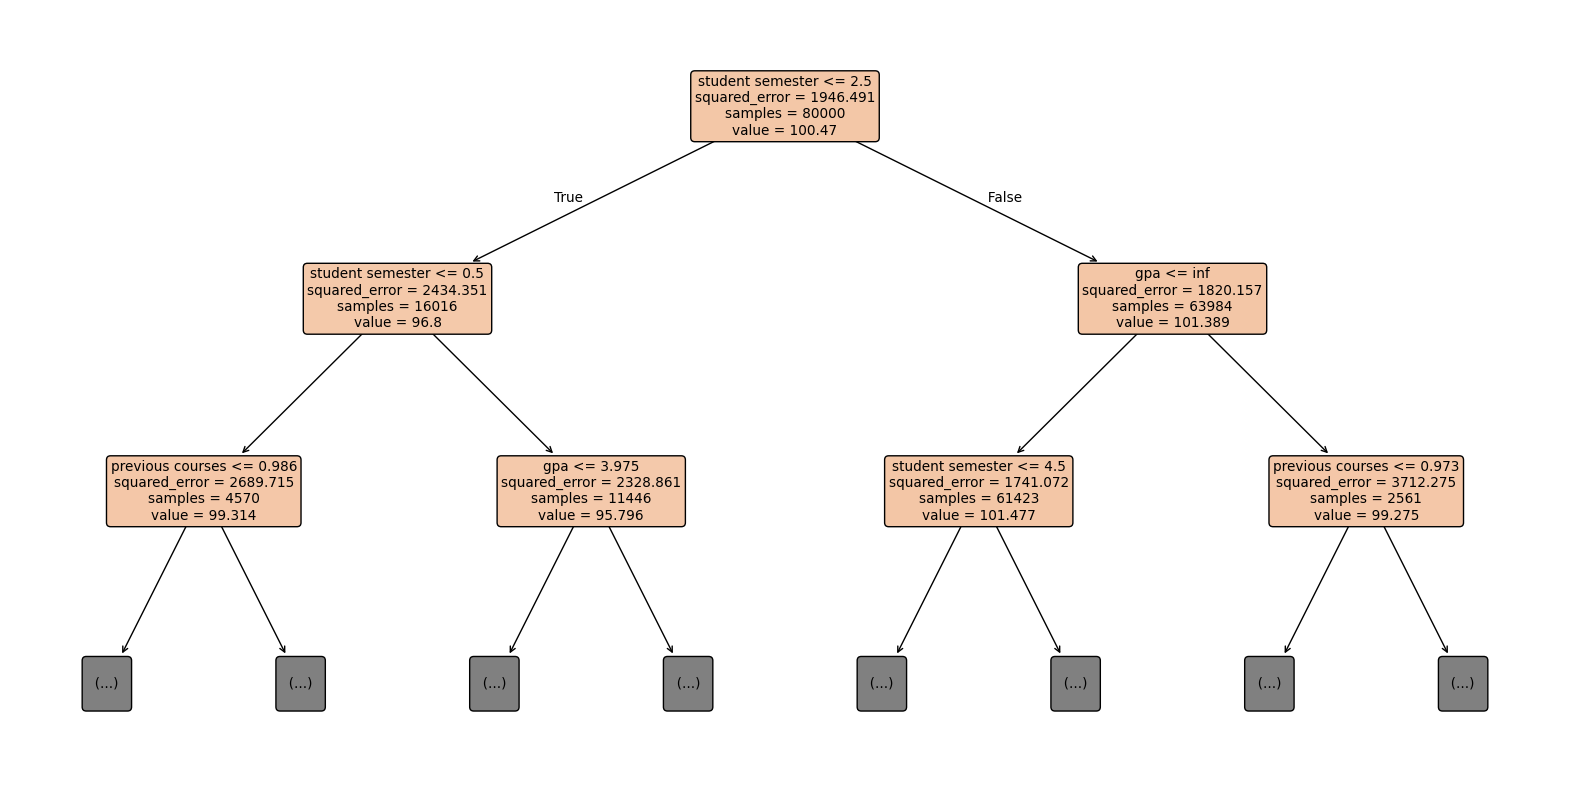 student semester <= 2.5
squared_error = 1946.491
samples = 80000
value = 100.47
True
False
student semester <= 0.5
squared_error = 2434.351
samples = 16016
value = 96.8
gpa <= inf
squared_error = 1820.157
samples = 63984
value = 101.389
previous courses <= 0.986
squared_error = 2689.715
samples = 4570
value = 99.314
gpa <= 3.975
squared_error = 2328.861
samples = 11446
value = 95.796
student semester <= 4.5
squared_error = 1741.072
samples = 61423
value = 101.477
previous courses <= 0.973
squared_error = 3712.275
samples = 2561
value = 99.275
(...)
(...)
(...)
(...)
(...)
(...)
(...)
(...)